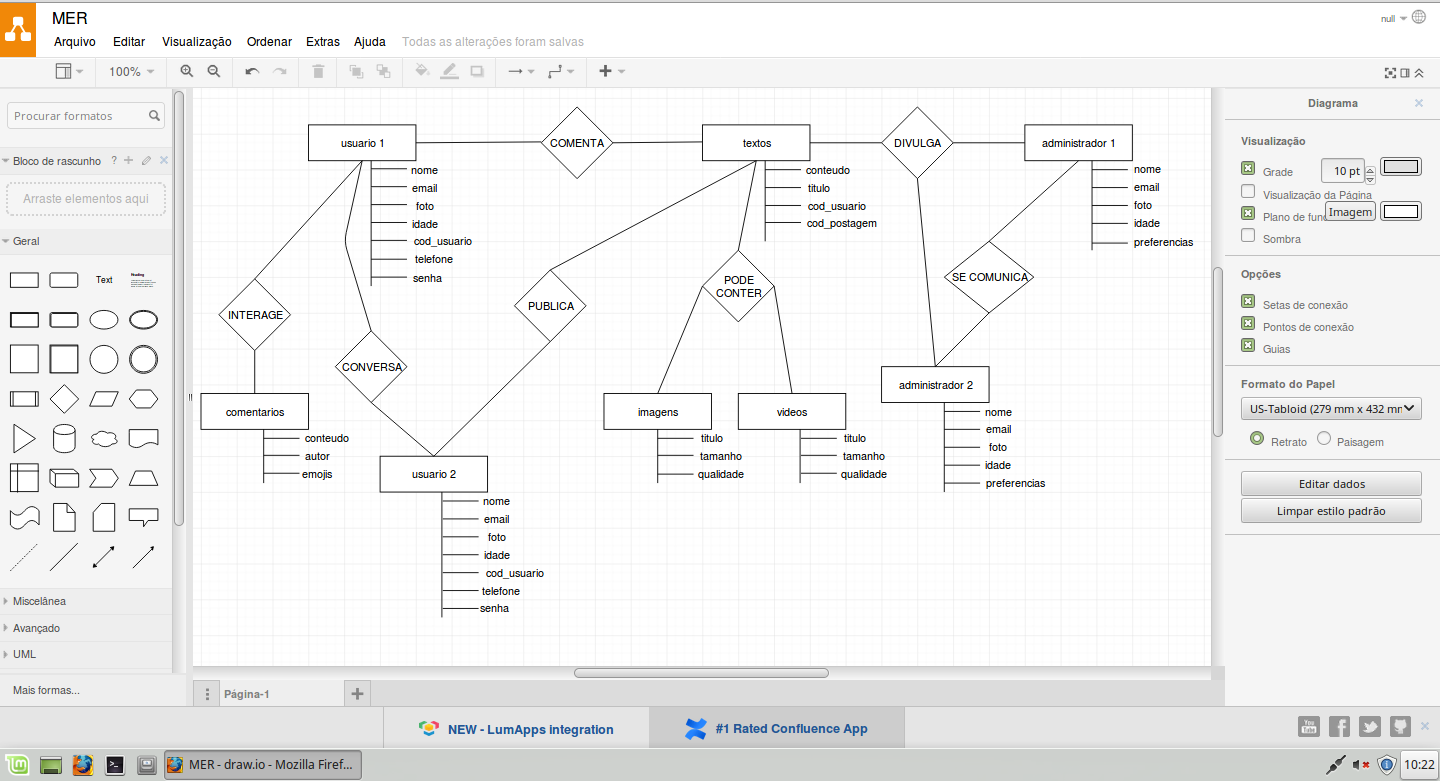 MER
null
Arquivo Editar Visualização Ordenar Extras Ajuda Todas as alterações foram salvas
100%
Procurar formatos
Bloco de rascunho ?
Arraste elementos aqui
Geral
Text
Heading
Miscelânea
Avançado
UML
Mais formas...
usuario 1
COMENTA
textos
DIVULGA
administrador 1
nome
email
foto
idade
cod_usuario
telefone
senha
conteudo
titulo
cod_usuario
cod_postagem
nome
email
foto
idade
preferencias
INTERAGE
CONVERSA
PUBLICA
PODE
CONTER
SE COMUNICA
comentarios
conteudo
autor
emojis
usuario 2
nome
email
foto
idade
cod_usuario
telefone
senha
imagens
titulo
tamanho
qualidade
videos
titulo
tamanho
qualidade
administrador 2
nome
email
foto
idade
preferencias
Diagrama
Visualização
Grade 10 pt
Visualização da Página
Plano de fund Imagem
Sombra
Opções
Setas de conexão
Pontos de conexão
Guias
Formato do Papel
US-Tabloid (279 mm x 432 mm
Retrato Paisagem
Editar dados
Limpar estilo padrão
Página-1
NEW - LumApps integration
#1 Rated Confluence App
You
Tube
MER - draw.io - Mozilla Firef...
10:22